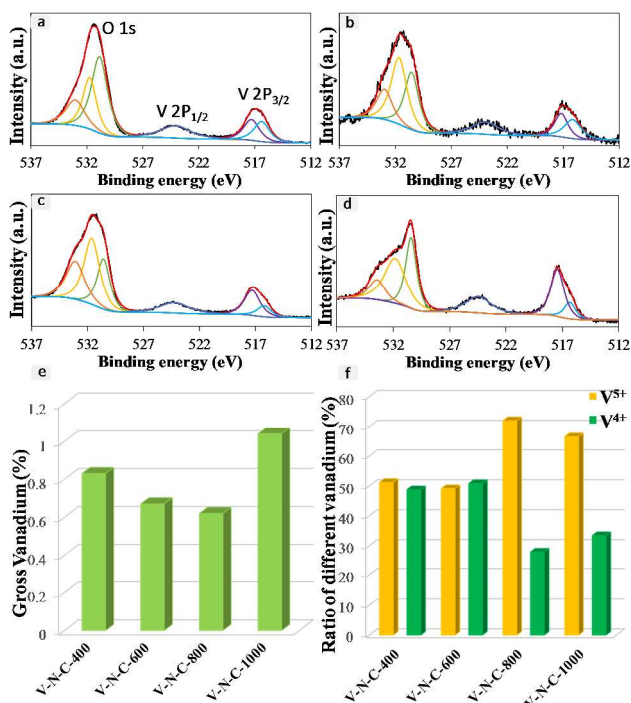 a
O 1s
V 2P1/2
V 2P3/2
Intensity (a.u.)
537 532 527 522 517 512
Binding energy (eV)
b
Intensity (a.u.)
537 532 527 522 517 512
Binding energy (eV)
c
Intensity (a.u.)
537 532 527 522 517 512
Binding energy (eV)
d
Intensity (a.u.)
537 532 527 522 517 512
Binding energy (eV)
e
Gross Vanadium (%)
1.2
1
0.8
0.6
0.4
0.2
0
V-N-C-400
V-N-C-600
V-N-C-800
V-N-C-1000
f
Ratio of different vanadium (%)
80
70
60
50
40
30
20
10
0
V5+
V4+
V-N-C-400
V-N-C-600
V-N-C-800
V-N-C-1000